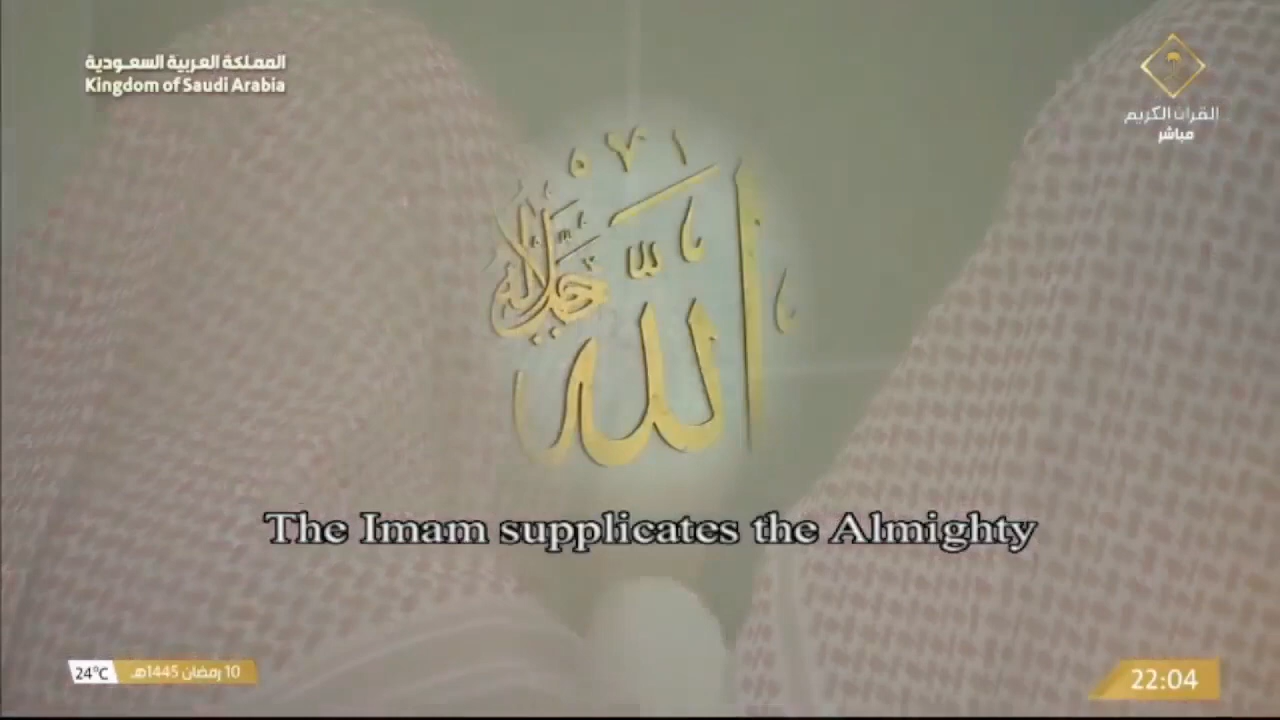 المملكة العربية السعودية
Kingdom of Saudi Arabia
القرآن الكريم
مباشر
الله
جل جلاله
The Imam supplicates the Almighty
24°C
10 رمضان 1445هـ
22:04